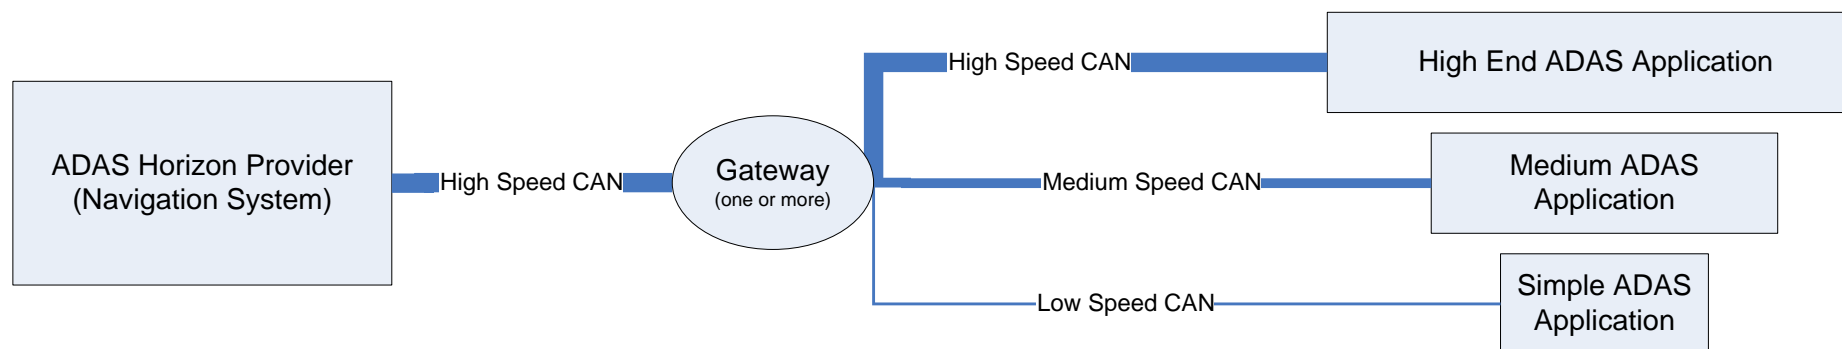 ADAS Horizon Provider
(Navigation System)
High Speed CAN
Gateway
(one or more)
High Speed CAN
High End ADAS Application
Medium Speed CAN
Medium ADAS
Application
Low Speed CAN
Simple ADAS
Application